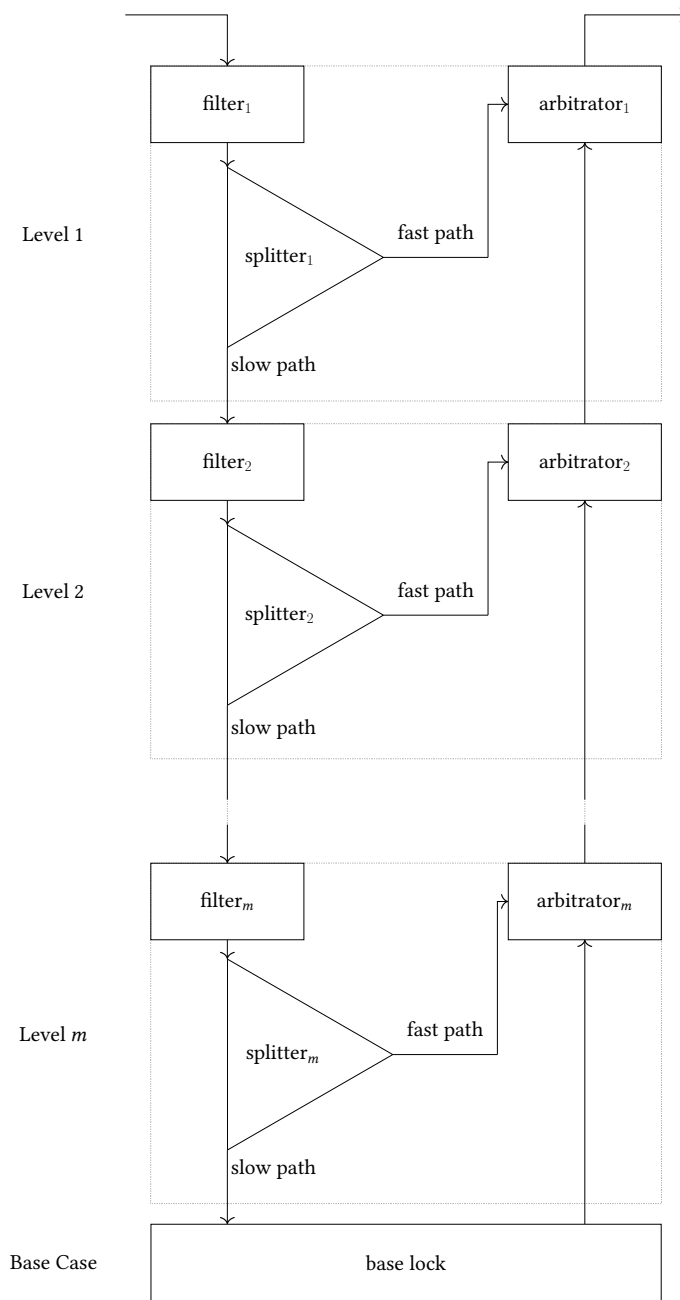 filter₁
arbitrator₁
Level 1
fast path
splitter₁
slow path
filter₂
arbitrator₂
Level 2
fast path
splitter₂
slow path
filterₘ
arbitratorₘ
Level m
fast path
splitterₘ
slow path
Base Case
base lock